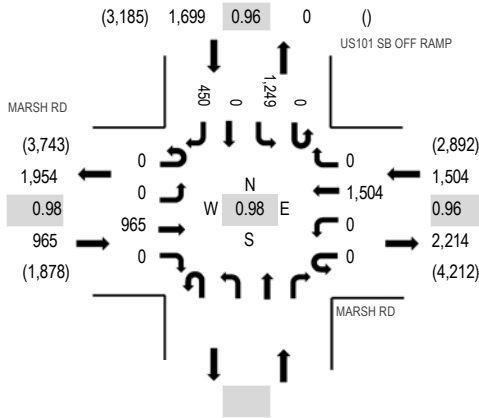 (3,185) 1,699 0.96 0 ()
US101 SB OFF RAMP
450 0 1,249 0
MARSH RD
(3,743)
1,954
0.98
965
(1,878)
0
0
965
0
N
W 0.98 E
S
0
1,504
0
0
(2,892)
1,504
0.96
2,214
(4,212)
MARSH RD